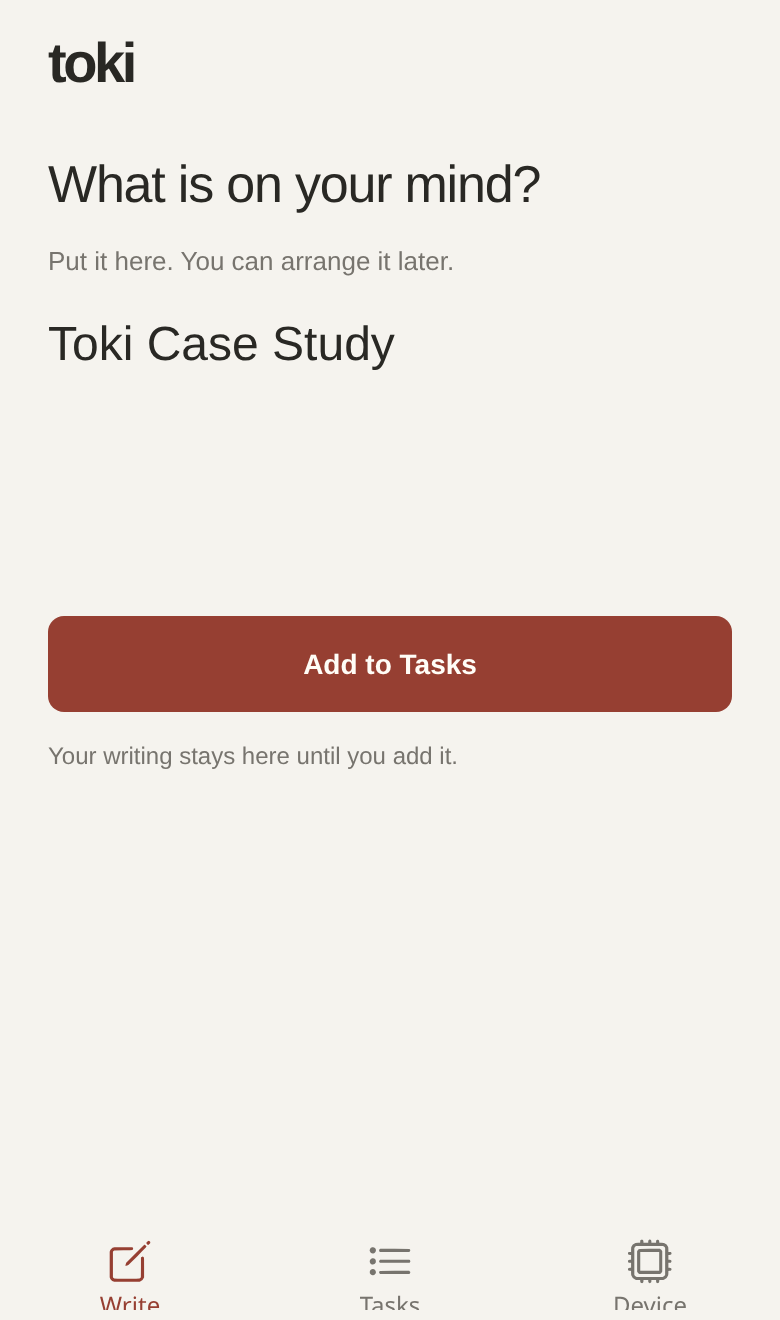 toki
What is on your mind?
Put it here. You can arrange it later.
Toki Case Study
Add to Tasks
Your writing stays here until you add it.
Write
Tasks
Device